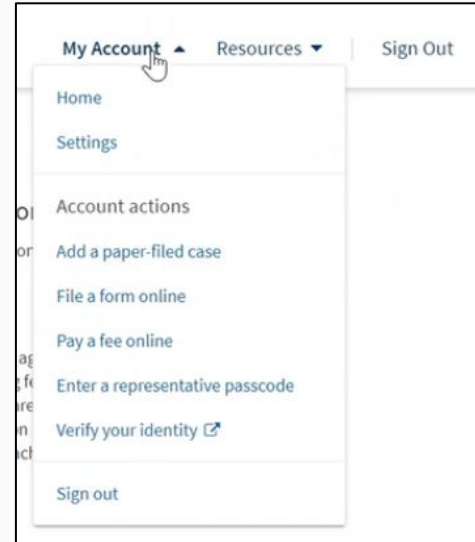 My Account Resources Sign Out
Home
Settings
Account actions
Add a paper-filed case
File a form online
Pay a fee online
Enter a representative passcode
Verify your identity
Sign out